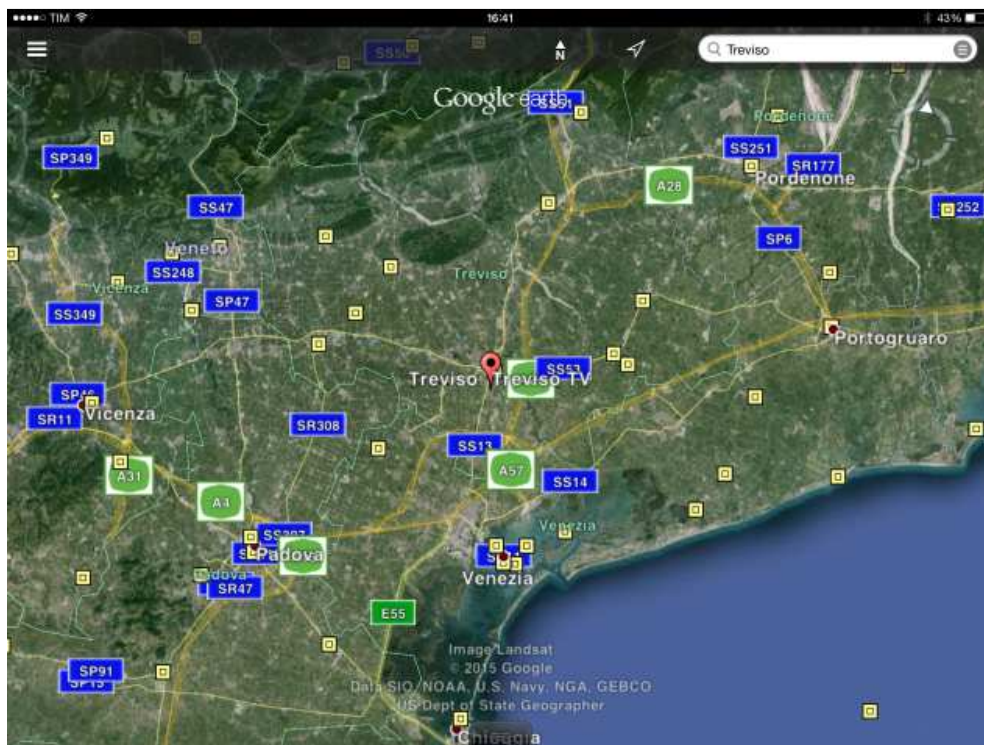 TIM
16:41
43%
N
Treviso
SS50
Google earth
SS51
Pordenone
SP349
SS251
SR177
Pordenone
A28
SS47
252
SP6
Veneto
SS248
Treviso
Vicenza
SP47
SS349
Portogruaro
SS53
Treviso
Treviso TV
SP46
SR11
Vicenza
SR308
SS13
A31
A57
SS14
A4
Venezia
Padova
Venezia
SR47
E55
Image Landsat
© 2015 Google
Data SIO, NOAA, U.S. Navy, NGA, GEBCO
US Dept of State Geographer
SP91